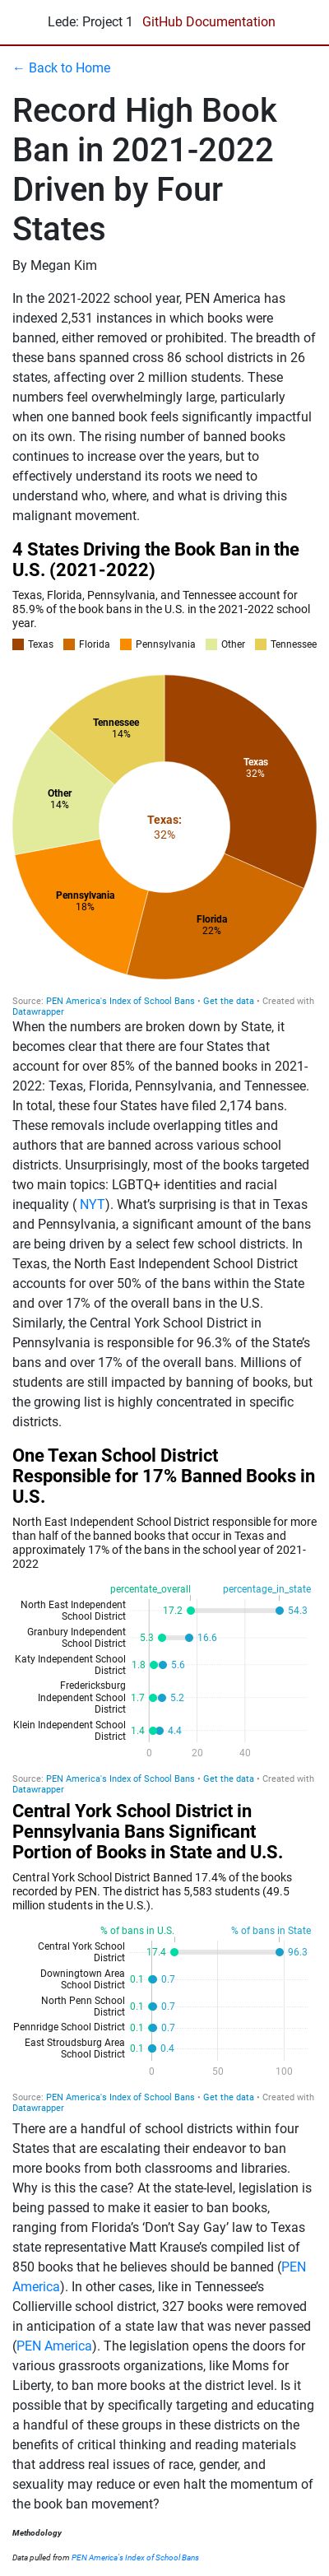 Lede: Project 1 GitHub Documentation
← Back to Home
Record High Book
Ban in 2021-2022
Driven by Four
States
By Megan Kim
In the 2021-2022 school year, PEN America has
indexed 2,531 instances in which books were
banned, either removed or prohibited. The breadth of
these bans spanned cross 86 school districts in 26
states, affecting over 2 million students. These
numbers feel overwhelmingly large, particularly
when one banned book feels significantly impactful
on its own. The rising number of banned books
continues to increase over the years, but to
effectively understand its roots we need to
understand who, where, and what is driving this
malignant movement.
4 States Driving the Book Ban in the
U.S. (2021-2022)
Texas, Florida, Pennsylvania, and Tennessee account for
85.9% of the book bans in the U.S. in the 2021-2022 school
year.
Texas Florida Pennsylvania Other Tennessee
Tennessee
14%
Texas
32%
Other
14%
Texas:
32%
Pennsylvania
18%
Florida
22%
Source: PEN America's Index of School Bans • Get the data • Created with
Datawrapper
When the numbers are broken down by State, it
becomes clear that there are four States that
account for over 85% of the banned books in 2021-
2022: Texas, Florida, Pennsylvania, and Tennessee.
In total, these four States have filed 2,174 bans.
These removals include overlapping titles and
authors that are banned across various school
districts. Unsurprisingly, most of the books targeted
two main topics: LGBTQ+ identities and racial
inequality ( NYT). What's surprising is that in Texas
and Pennsylvania, a significant amount of the bans
are being driven by a select few school districts. In
Texas, the North East Independent School District
accounts for over 50% of the bans within the State
and over 17% of the overall bans in the U.S.
Similarly, the Central York School District in
Pennsylvania is responsible for 96.3% of the State's
bans and over 17% of the overall bans. Millions of
students are still impacted by banning of books, but
the growing list is highly concentrated in specific
districts.
One Texan School District
Responsible for 17% Banned Books in
U.S.
North East Independent School District responsible for more
than half of the banned books that occur in Texas and
approximately 17% of the bans in the school year of 2021-
2022
percentate_overall percentage_in_state
North East Independent
School District
17.2 54.3
Granbury Independent
School District
5.3 16.6
Katy Independent School
District
1.8 5.6
Fredericksburg
Independent School
District
1.7 5.2
Klein Independent School
District
1.4 4.4
0 20 40
Source: PEN America's Index of School Bans • Get the data • Created with
Datawrapper
Central York School District in
Pennsylvania Bans Significant
Portion of Books in State and U.S.
Central York School District Banned 17.4% of the books
recorded by PEN. The district has 5,583 students (49.5
million students in the U.S.).
% of bans in U.S. % of bans in State
Central York School
District
17.4 96.3
Downingtown Area
School District
0.1 0.7
North Penn School
District
0.1 0.7
Pennridge School District 0.1 0.7
East Stroudsburg Area
School District
0.1 0.4
0 50 100
Source: PEN America's Index of School Bans • Get the data • Created with
Datawrapper
There are a handful of school districts within four
States that are escalating their endeavor to ban
more books from both classrooms and libraries.
Why is this the case? At the state-level, legislation is
being passed to make it easier to ban books,
ranging from Florida's ‘Don't Say Gay’ law to Texas
state representative Matt Krause's compiled list of
850 books that he believes should be banned (PEN
America). In other cases, like in Tennessee's
Collierville school district, 327 books were removed
in anticipation of a state law that was never passed
(PEN America). The legislation opens the doors for
various grassroots organizations, like Moms for
Liberty, to ban more books at the district level. Is it
possible that by specifically targeting and educating
a handful of these groups in these districts on the
benefits of critical thinking and reading materials
that address real issues of race, gender, and
sexuality may reduce or even halt the momentum of
the book ban movement?
Methodology
Data pulled from PEN America's Index of School Bans